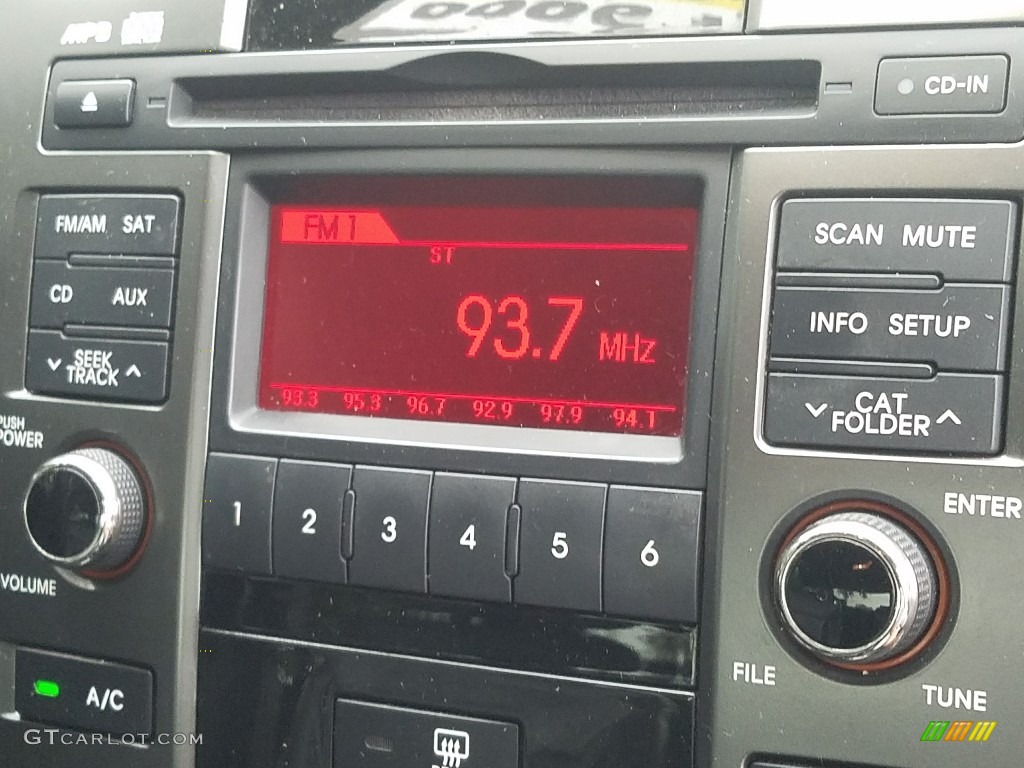 CD-IN
FM/AM SAT
CD AUX
SEEK
TRACK
PUSH
POWER
VOLUME
A/C
FM 1
ST
93.7 MHz
93.3 95.3 96.7 92.9 97.9 94.1
1 2 3 4 5 6
SCAN MUTE
INFO SETUP
CAT
FOLDER
ENTER
FILE
TUNE
GTCARLOT.COM